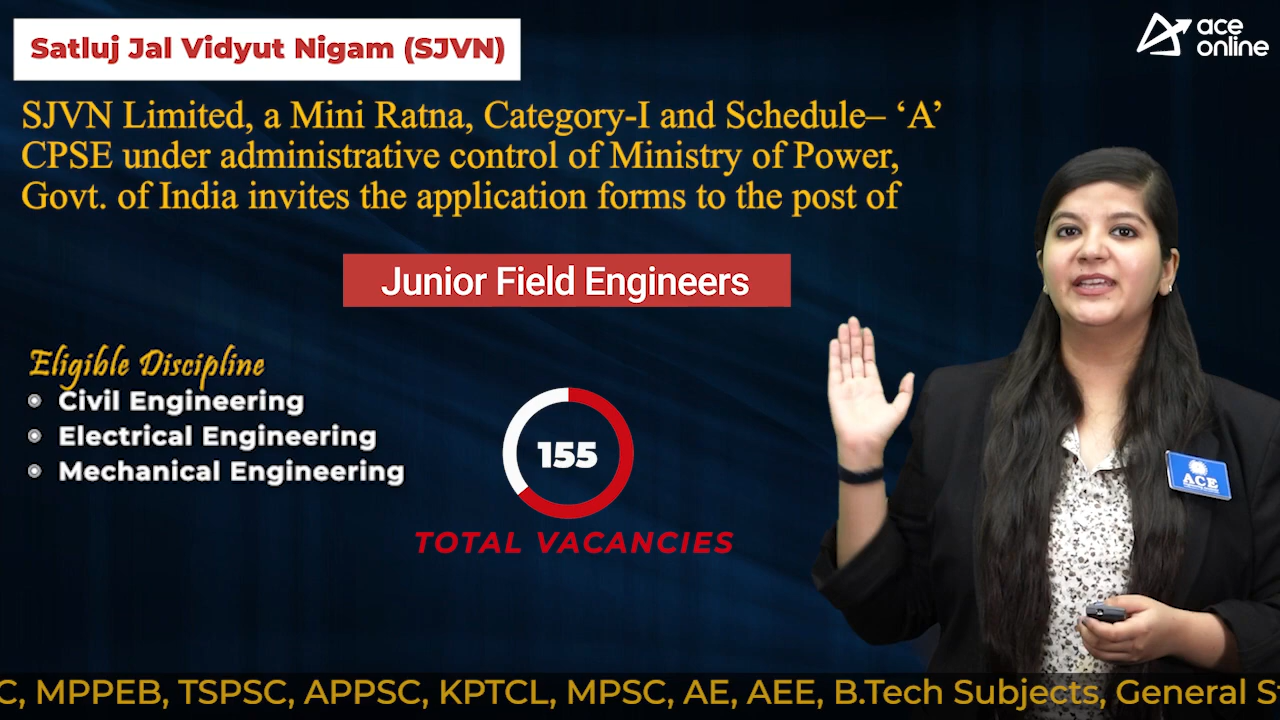 Satluj Jal Vidyut Nigam (SJVN)
ace
online
SJVN Limited, a Mini Ratna, Category-I and Schedule– ‘A’
CPSE under administrative control of Ministry of Power,
Govt. of India invites the application forms to the post of
Junior Field Engineers
Eligible Discipline
Civil Engineering
Electrical Engineering
Mechanical Engineering
155
TOTAL VACANCIES
ACE
C, MPPEB, TSPSC, APPSC, KPTCL, MPSC, AE, AEE, B.Tech Subjects, General S